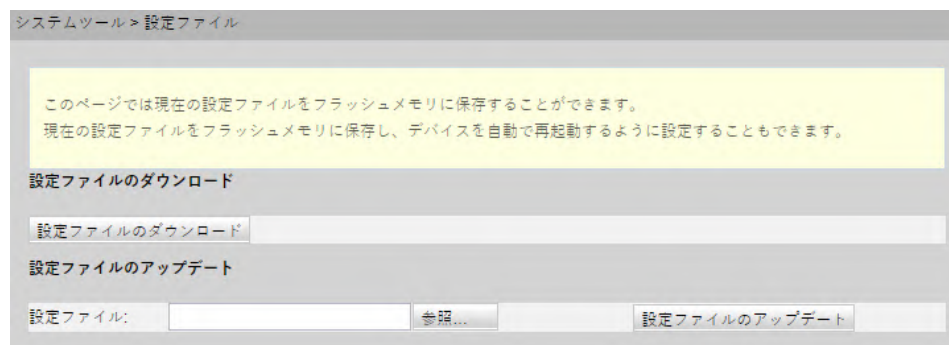 システムツール > 設定ファイル
このページでは現在の設定ファイルをフラッシュメモリに保存することができます。
現在の設定ファイルをフラッシュメモリに保存し、デバイスを自動で再起動するように設定することもできます。
設定ファイルのダウンロード
設定ファイルのダウンロード
設定ファイルのアップデート
設定ファイル: 参照... 設定ファイルのアップデート